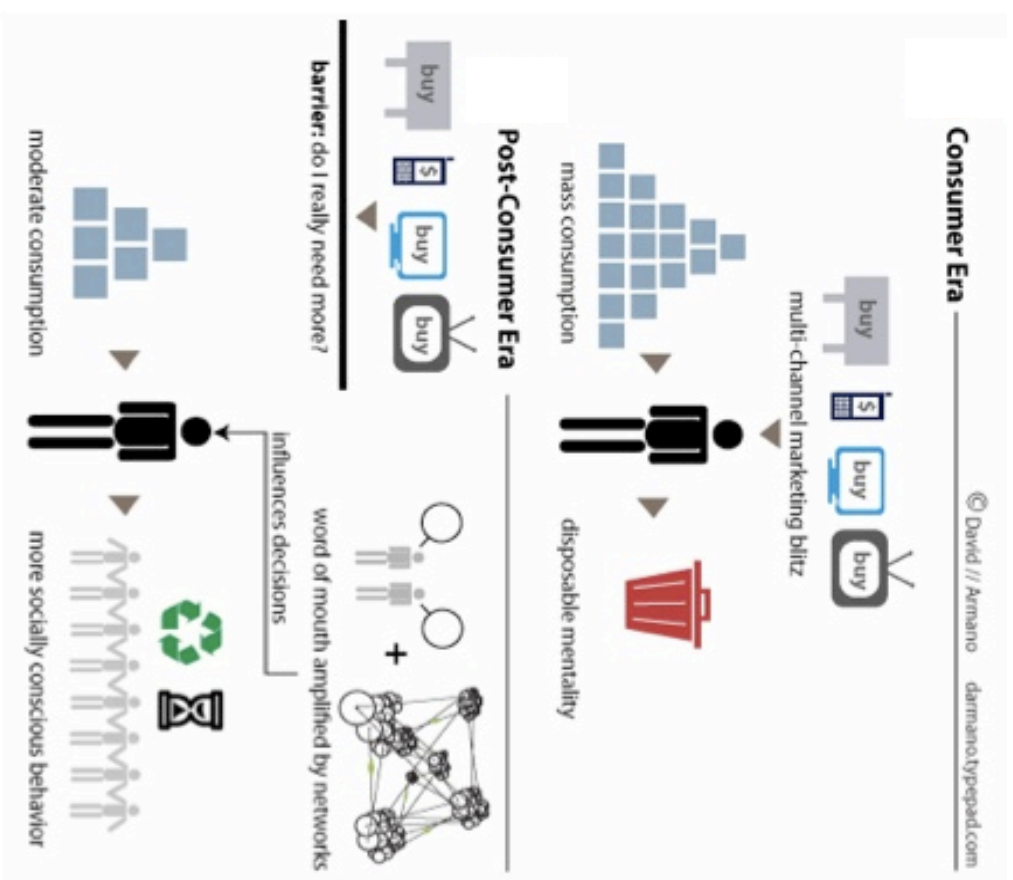 © David // Armano darmano.typepad.com
Consumer Era
buy
$
buy
buy
multi-channel marketing blitz
mass consumption
disposable mentality
Post-Consumer Era
buy
$
buy
buy
barrier: do I really need more?
word of mouth amplified by networks
influences decisions
moderate consumption
more socially conscious behavior